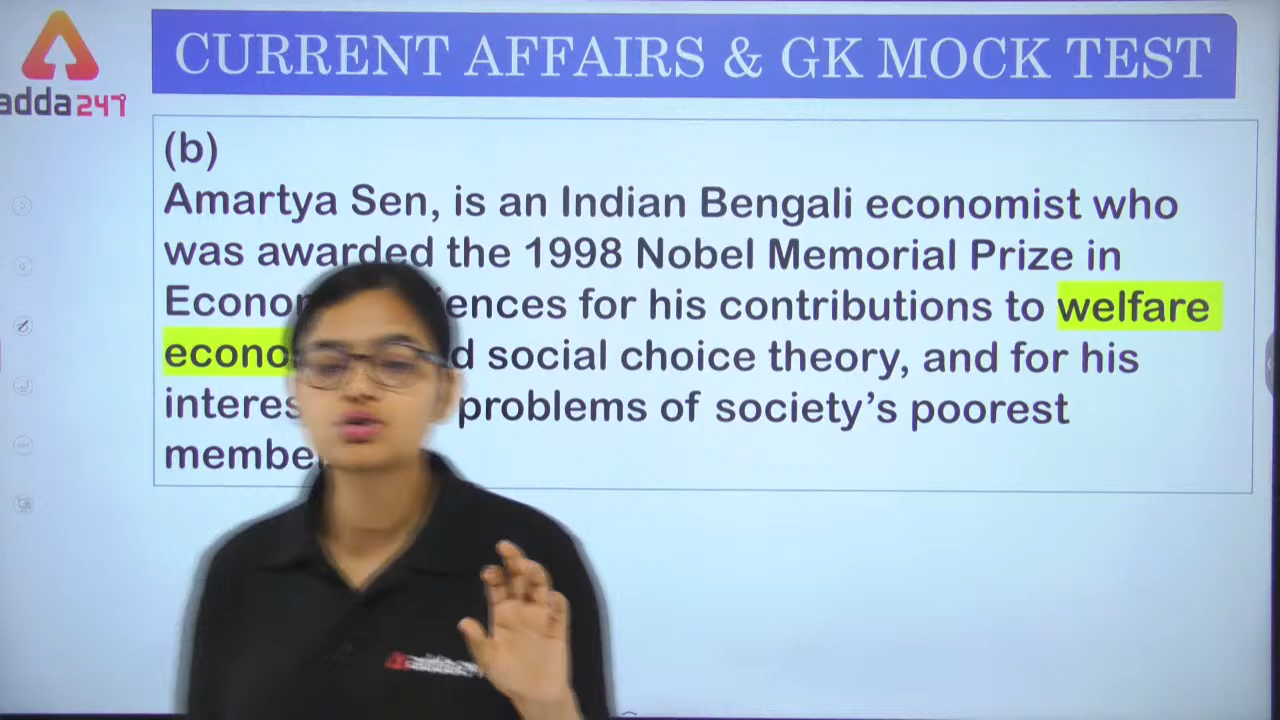 CURRENT AFFAIRS & GK MOCK TEST
adda247
(b)
Amartya Sen, is an Indian Bengali economist who
was awarded the 1998 Nobel Memorial Prize in
Econo iences for his contributions to welfare
econo d social choice theory, and for his
interes problems of society's poorest
membe